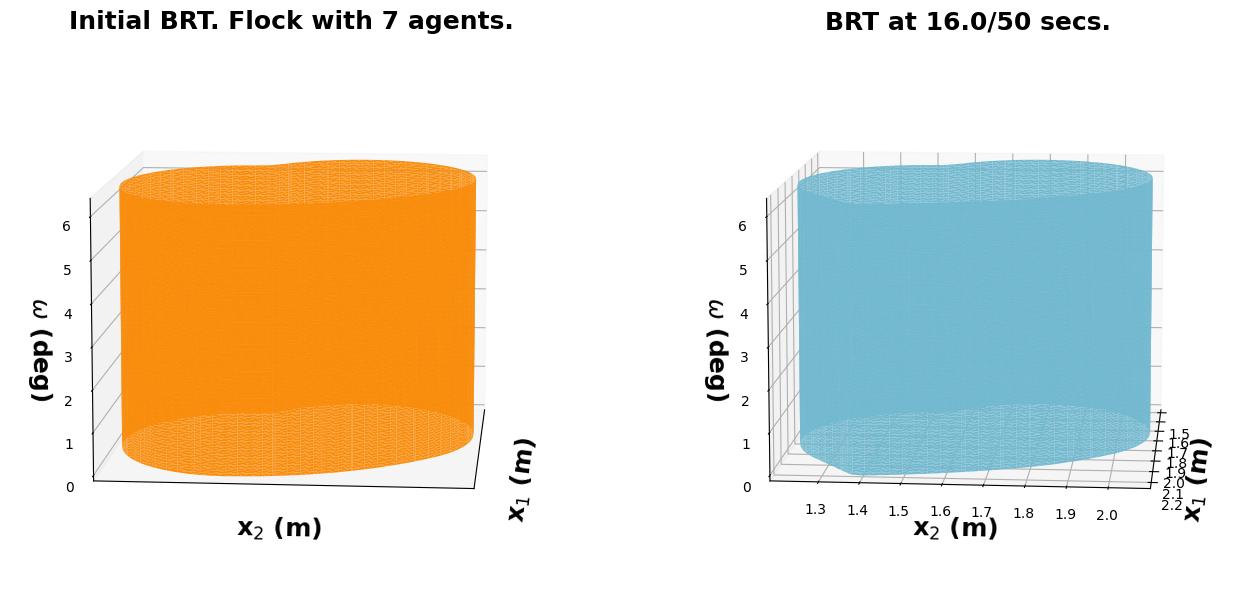 Initial BRT. Flock with 7 agents.
6
5
4
3
2
1
0
ω (deg)
x₂ (m)
x₁ (m)
BRT at 16.0/50 secs.
6
5
4
3
2
1
0
ω (deg)
1.3 1.4 1.5 1.6 1.7 1.8 1.9 2.0
x₂ (m)
1.5
1.6
1.7
1.8
1.9
2.0
2.1
2.2
x₁ (m)